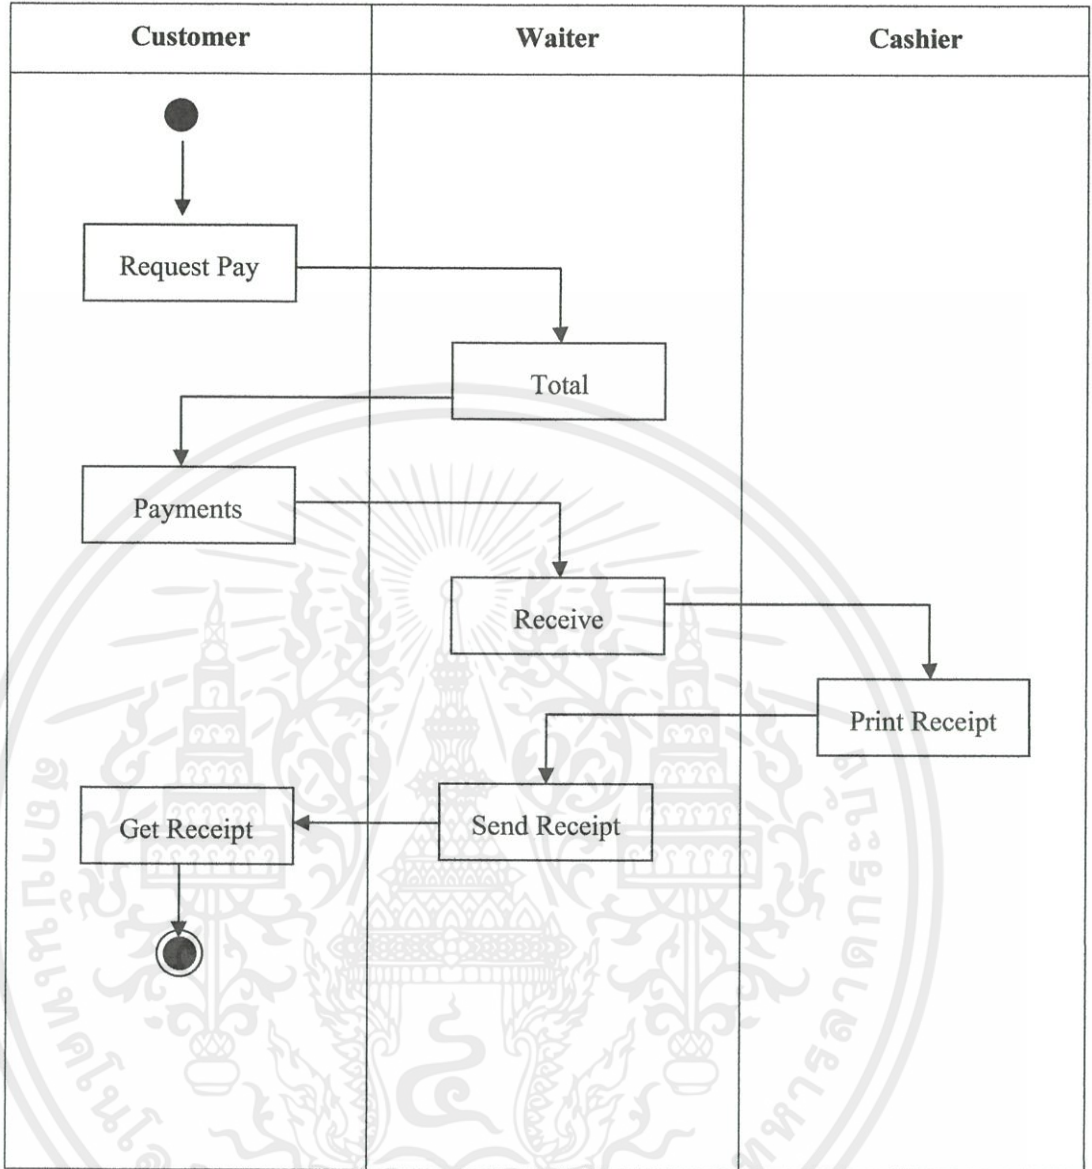 Customer
Waiter
Cashier
Request Pay
Total
Payments
Receive
Print Receipt
Send Receipt
Get Receipt